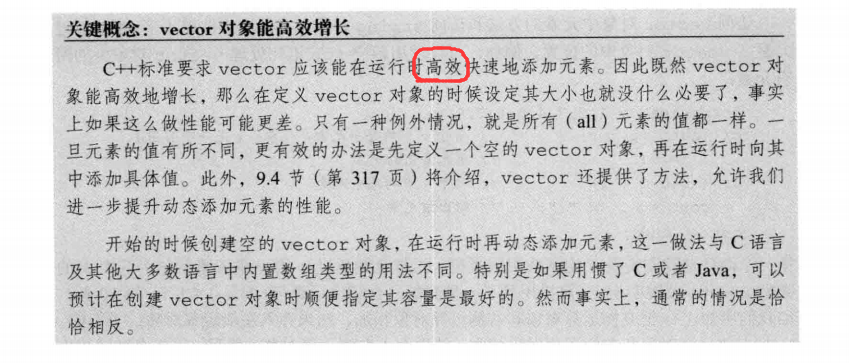 关键概念：vector 对象能高效增长
C++标准要求 vector 应该能在运行时高效快速地添加元素。因此既然 vector 对
象能高效地增长，那么在定义 vector 对象的时候设定其大小也就没什么必要了，事实
上如果这么做性能可能更差。只有一种例外情况，就是所有（all）元素的值都一样。一
旦元素的值有所不同，更有效的办法是先定义一个空的 vector 对象，再在运行时向其
中添加具体值。此外，9.4 节（第 317 页）将介绍，vector 还提供了方法，允许我们
进一步提升动态添加元素的性能。
开始的时候创建空的 vector 对象，在运行时再动态添加元素，这一做法与 C 语言
及其他大多数语言中内置数组类型的用法不同。特别是如果用惯了 C 或者 Java，可以
预计在创建 vector 对象时顺便指定其容量是最好的。然而事实上，通常的情况是恰
恰相反。